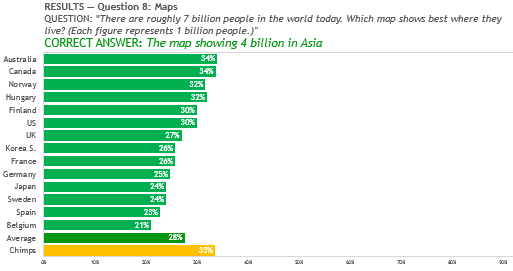 RESULTS — Question 8: Maps
QUESTION: "There are roughly 7 billion people in the world today. Which map shows best where they
live? (Each figure represents 1 billion people.)"
CORRECT ANSWER: The map showing 4 billion in Asia
Australia 34%
Canada 34%
Norway 32%
Hungary 32%
Finland 30%
US 30%
UK 27%
Korea S. 26%
France 26%
Germany 25%
Japan 24%
Sweden 24%
Spain 23%
Belgium 21%
Average 28%
Chimps 33%
0% 10% 20% 30% 40% 50% 60% 70% 80% 90%